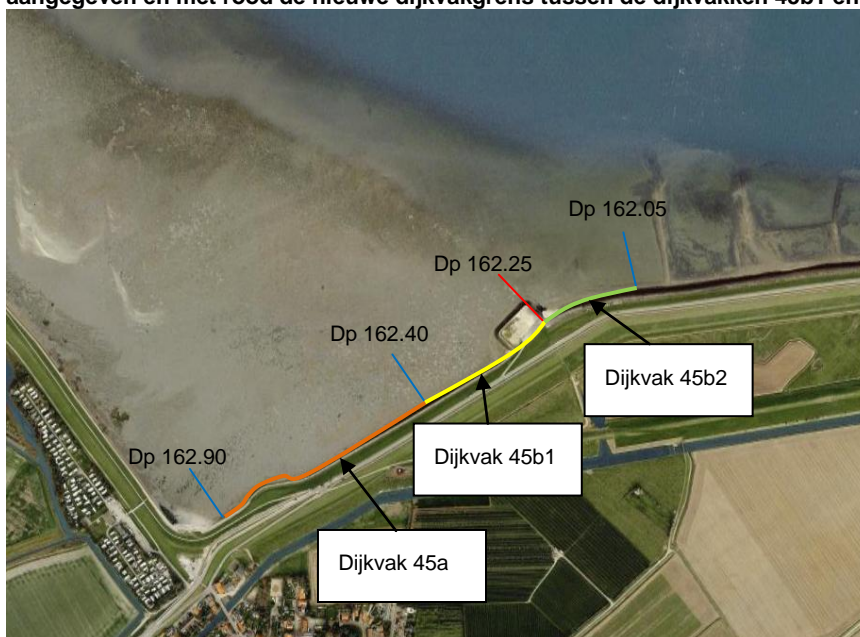 aangegeven en met rood de nieuwe dijkvakgrens tussen de dijkvakken 45b1 en
Dp 162.05
Dp 162.25
Dp 162.40
Dijkvak 45b2
Dp 162.90
Dijkvak 45b1
Dijkvak 45a